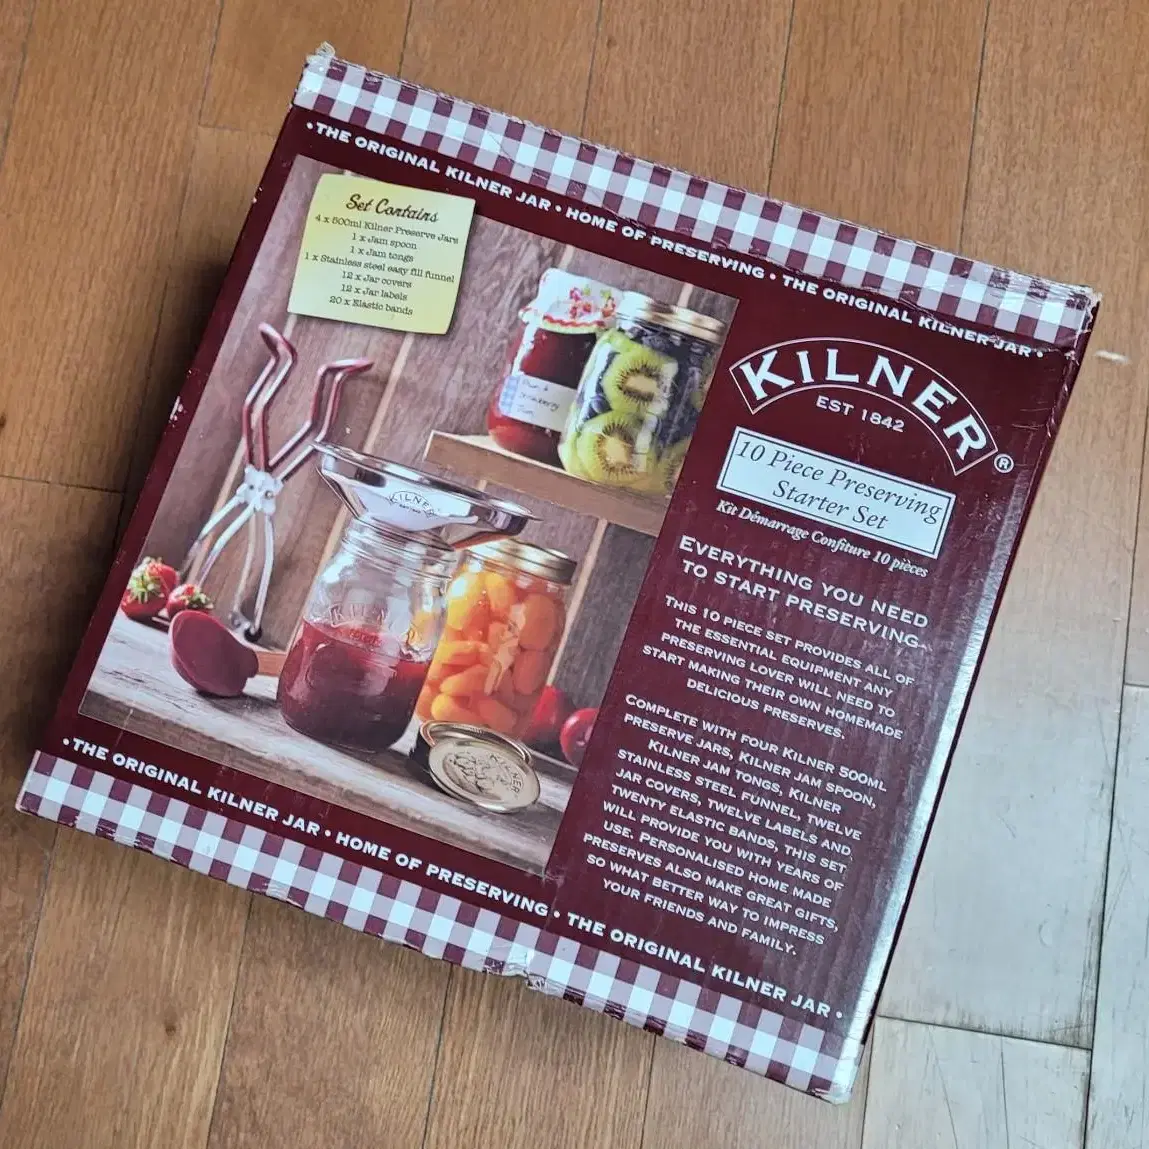 • THE ORIGINAL KILNER JAR • HOME OF PRESERVING • THE ORIGINAL KILNER JAR •
Set Contains
4 x 500ml Kilner Preserve Jars
1 x Jam spoon
1 x Jam tongs
1 x Stainless steel easy fill funnel
12 x Jar covers
12 x Jar labels
20 x Elastic bands
KILNER
KILNER
KILNER
EST 1842
®
10 Piece Preserving
Starter Set
Kit Démarrage Confiture 10 pièces
EVERYTHING YOU NEED
TO START PRESERVING
THIS 10 PIECE SET PROVIDES ALL OF
THE ESSENTIAL EQUIPMENT ANY
PRESERVING LOVER WILL NEED TO
START MAKING THEIR OWN HOMEMADE
DELICIOUS PRESERVES.
COMPLETE WITH FOUR KILNER 500ML
PRESERVE JARS, KILNER JAM SPOON,
KILNER JAM TONGS, KILNER
STAINLESS STEEL FUNNEL, TWELVE
JAR COVERS, TWELVE LABELS AND
TWENTY ELASTIC BANDS, THIS SET
WILL PROVIDE YOU WITH YEARS OF
USE. PERSONALISED HOME MADE
PRESERVES ALSO MAKE GREAT GIFTS,
SO WHAT BETTER WAY TO IMPRESS
YOUR FRIENDS AND FAMILY.
• THE ORIGINAL KILNER JAR • HOME OF PRESERVING • THE ORIGINAL KILNER JAR •